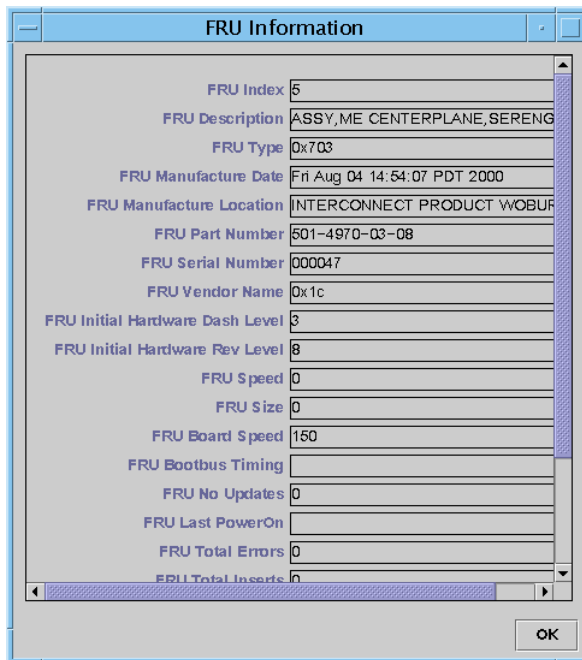 FRU Information
FRU Index 5
FRU Description ASSY,ME CENTERPLANE,SERENG
FRU Type 0x703
FRU Manufacture Date Fri Aug 04 14:54:07 PDT 2000
FRU Manufacture Location INTERCONNECT PRODUCT WOBUR
FRU Part Number 501-4970-03-08
FRU Serial Number 000047
FRU Vendor Name 0x1c
FRU Initial Hardware Dash Level 3
FRU Initial Hardware Rev Level 8
FRU Speed 0
FRU Size 0
FRU Board Speed 150
FRU Bootbus Timing
FRU No Updates 0
FRU Last PowerOn
FRU Total Errors 0
FRU Total Inserts 0
OK